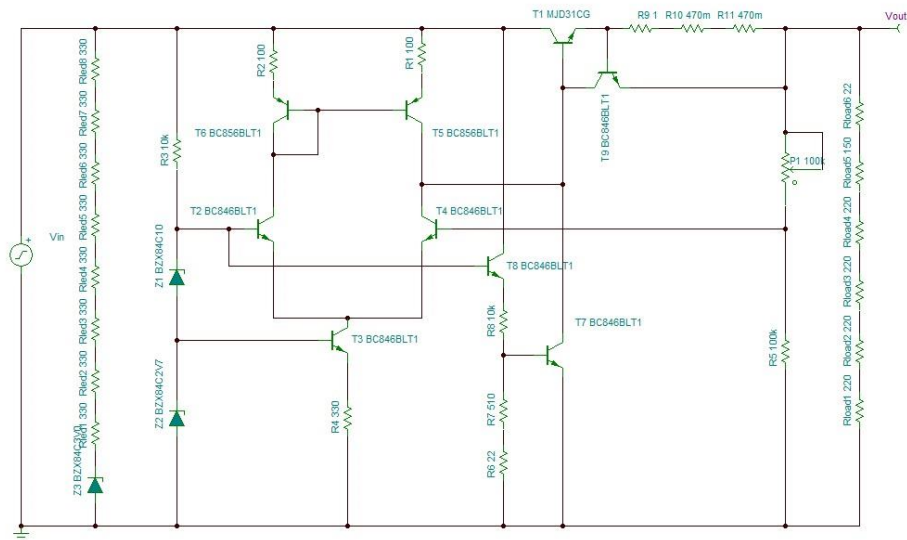 T1 MJD31CG
R9 1
R10 470m
R11 470m
Vout
Rled8 330
R2 100
R1 100
Rled7 330
T6 BC856BLT1
T5 BC856BLT1
T9 BC846BLT1
Rload6 22
R3 10k
Rled6 330
P1 100k
Rload5 150
Rled5 330
T2 BC846BLT1
T4 BC846BLT1
Rload4 220
Vin
+
Rled4 330
Z1 BZX84C10
T8 BC846BLT1
Rload3 220
Rled3 330
R8 10k
T3 BC846BLT1
T7 BC846BLT1
R5 100k
Rload2 220
Rled2 330
Z2 BZX84C2V7
R4 330
R7 510
Rload1 220
Rled1 330
R6 22
Z3 BZX84C3V0